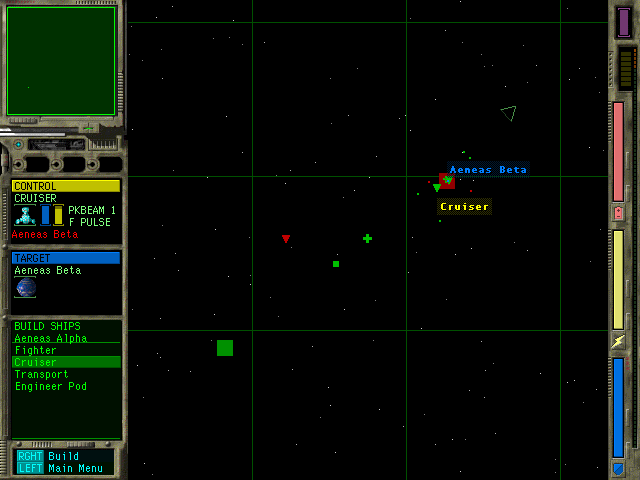 Aeneas Beta
Cruiser
CONTROL
CRUISER
PKBEAM 1
F PULSE
Aeneas Beta
TARGET
Aeneas Beta
BUILD SHIPS
Aeneas Alpha
Fighter
Cruiser
Transport
Engineer Pod
RGHT Build
LEFT Main Menu